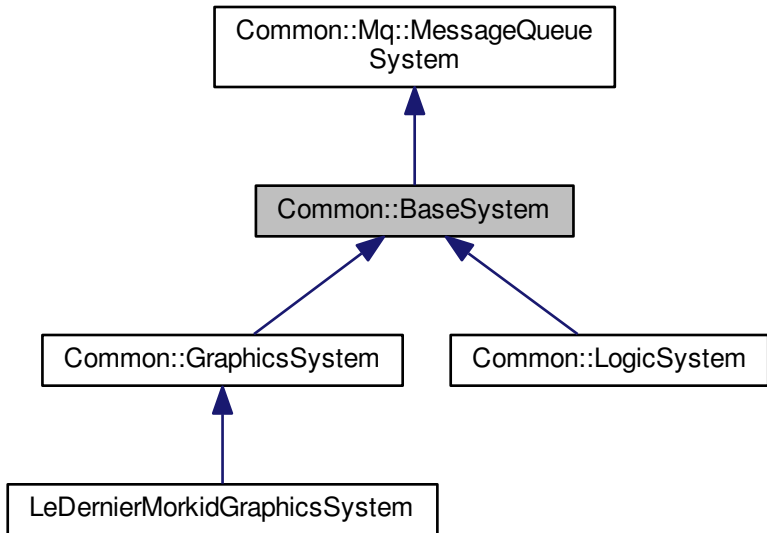 Common::Mq::MessageQueue
System
Common::BaseSystem
Common::GraphicsSystem
Common::LogicSystem
LeDernierMorkidGraphicsSystem